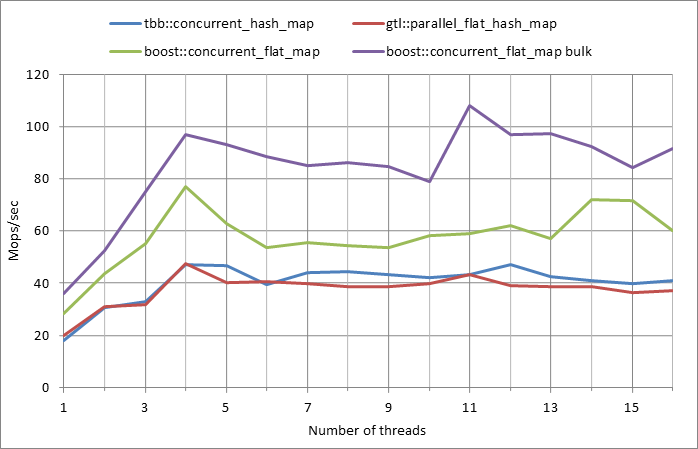 tbb::concurrent_hash_map gtl::parallel_flat_hash_map
boost::concurrent_flat_map boost::concurrent_flat_map bulk
120
100
80
60
40
20
0
Mops/sec
1 3 5 7 9 11 13 15
Number of threads